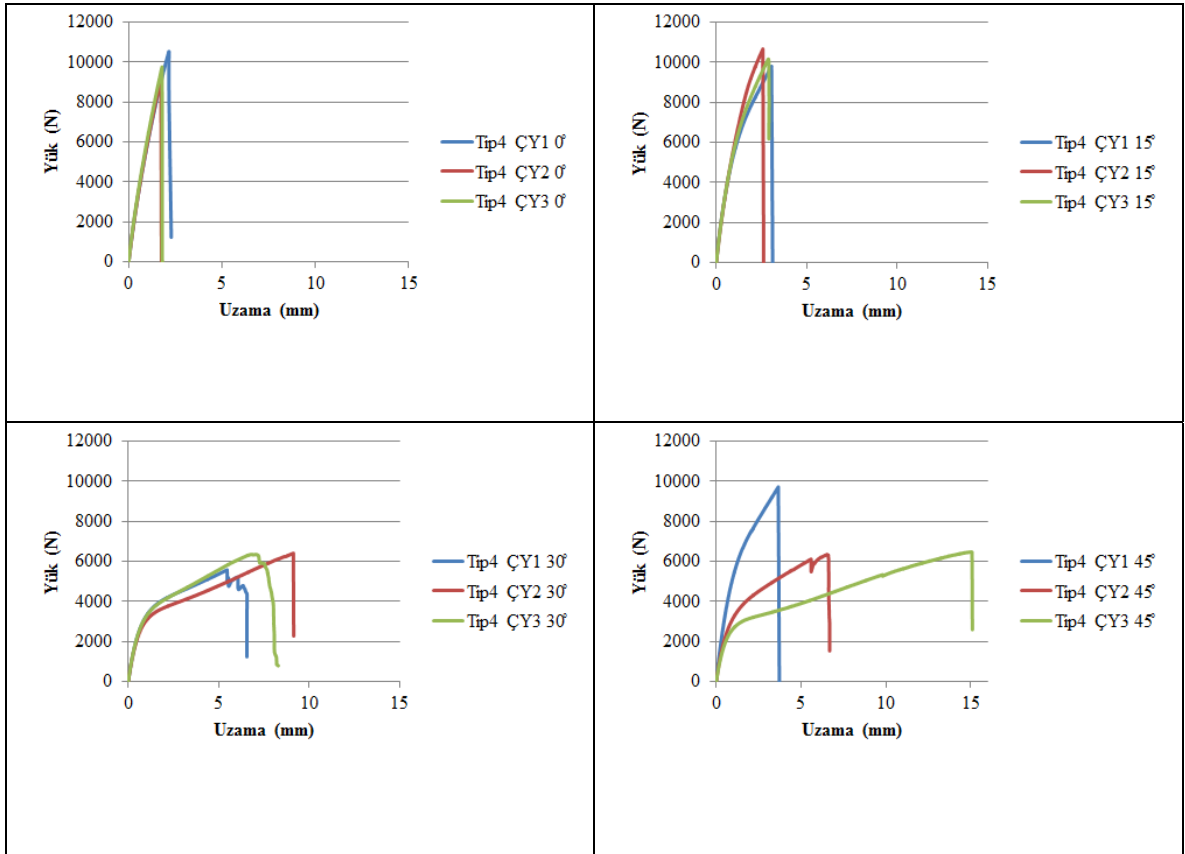 12000
10000
8000
6000
4000
2000
0
Yük (N)
0 5 10 15
Uzama (mm)
Tip4 ÇY1 0°
Tip4 ÇY2 0°
Tip4 ÇY3 0°
12000
10000
8000
6000
4000
2000
0
Yük (N)
0 5 10 15
Uzama (mm)
Tip4 ÇY1 15°
Tip4 ÇY2 15°
Tip4 ÇY3 15°
12000
10000
8000
6000
4000
2000
0
Yük (N)
0 5 10 15
Uzama (mm)
Tip4 ÇY1 30°
Tip4 ÇY2 30°
Tip4 ÇY3 30°
12000
10000
8000
6000
4000
2000
0
Yük (N)
0 5 10 15
Uzama (mm)
Tip4 ÇY1 45°
Tip4 ÇY2 45°
Tip4 ÇY3 45°